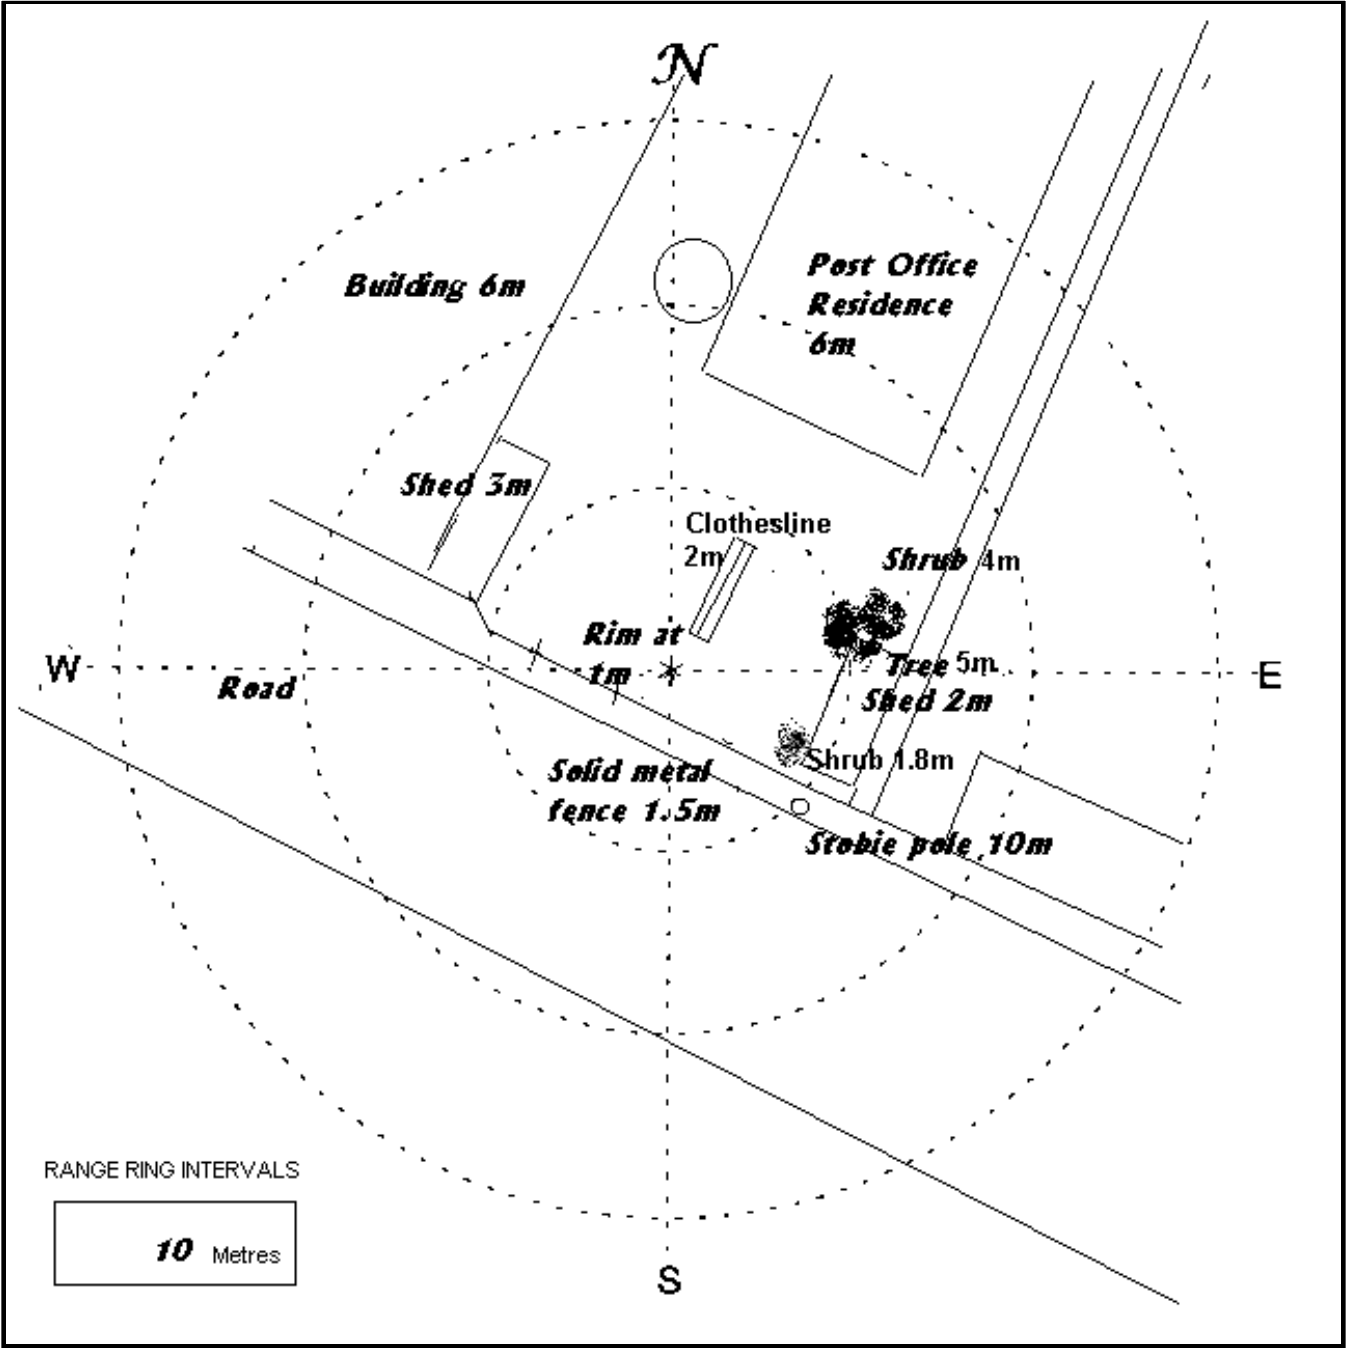 N
Building 6m
Post Office
Residence
6m
Shed 3m
Clothesline
2m
Shrub 4m
Rim at
1m
Tree 5m
W
E
Road
Shed 2m
Shrub 1.8m
Solid metal
fence 1.5m
Stobie pole 10m
RANGE RING INTERVALS
10 Metres
S